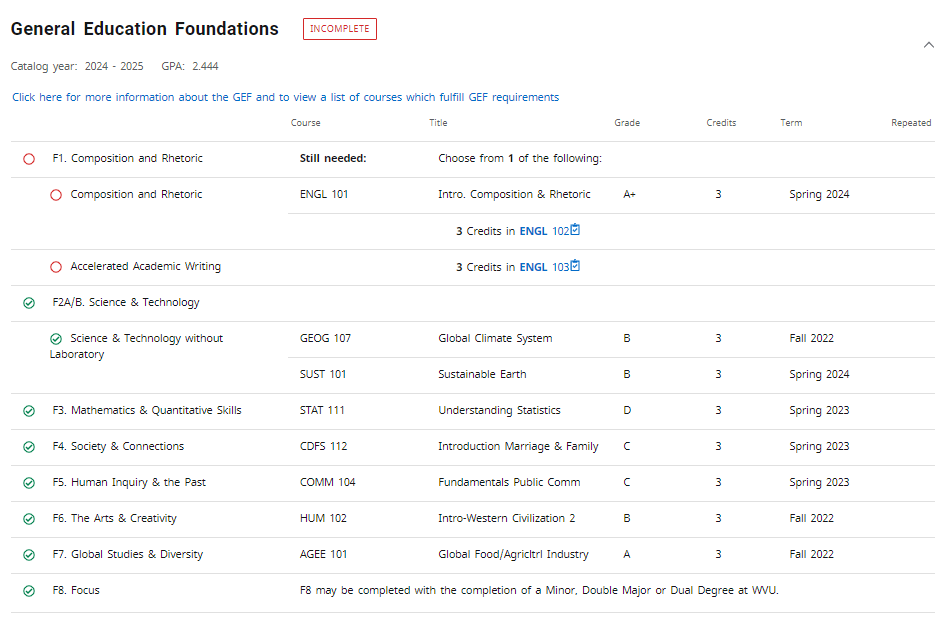 General Education Foundations INCOMPLETE
Catalog year: 2024 - 2025 GPA: 2.444
Click here for more information about the GEF and to view a list of courses which fulfill GEF requirements
Course Title Grade Credits Term Repeated
F1. Composition and Rhetoric Still needed: Choose from 1 of the following:
Composition and Rhetoric ENGL 101 Intro. Composition & Rhetoric A+ 3 Spring 2024
3 Credits in ENGL 102
Accelerated Academic Writing 3 Credits in ENGL 103
F2A/B. Science & Technology
Science & Technology without Laboratory GEOG 107 Global Climate System B 3 Fall 2022
SUST 101 Sustainable Earth B 3 Spring 2024
F3. Mathematics & Quantitative Skills STAT 111 Understanding Statistics D 3 Spring 2023
F4. Society & Connections CDFS 112 Introduction Marriage & Family C 3 Spring 2023
F5. Human Inquiry & the Past COMM 104 Fundamentals Public Comm C 3 Spring 2023
F6. The Arts & Creativity HUM 102 Intro-Western Civilization 2 B 3 Fall 2022
F7. Global Studies & Diversity AGEE 101 Global Food/Agricltrl Industry A 3 Fall 2022
F8. Focus F8 may be completed with the completion of a Minor, Double Major or Dual Degree at WVU.